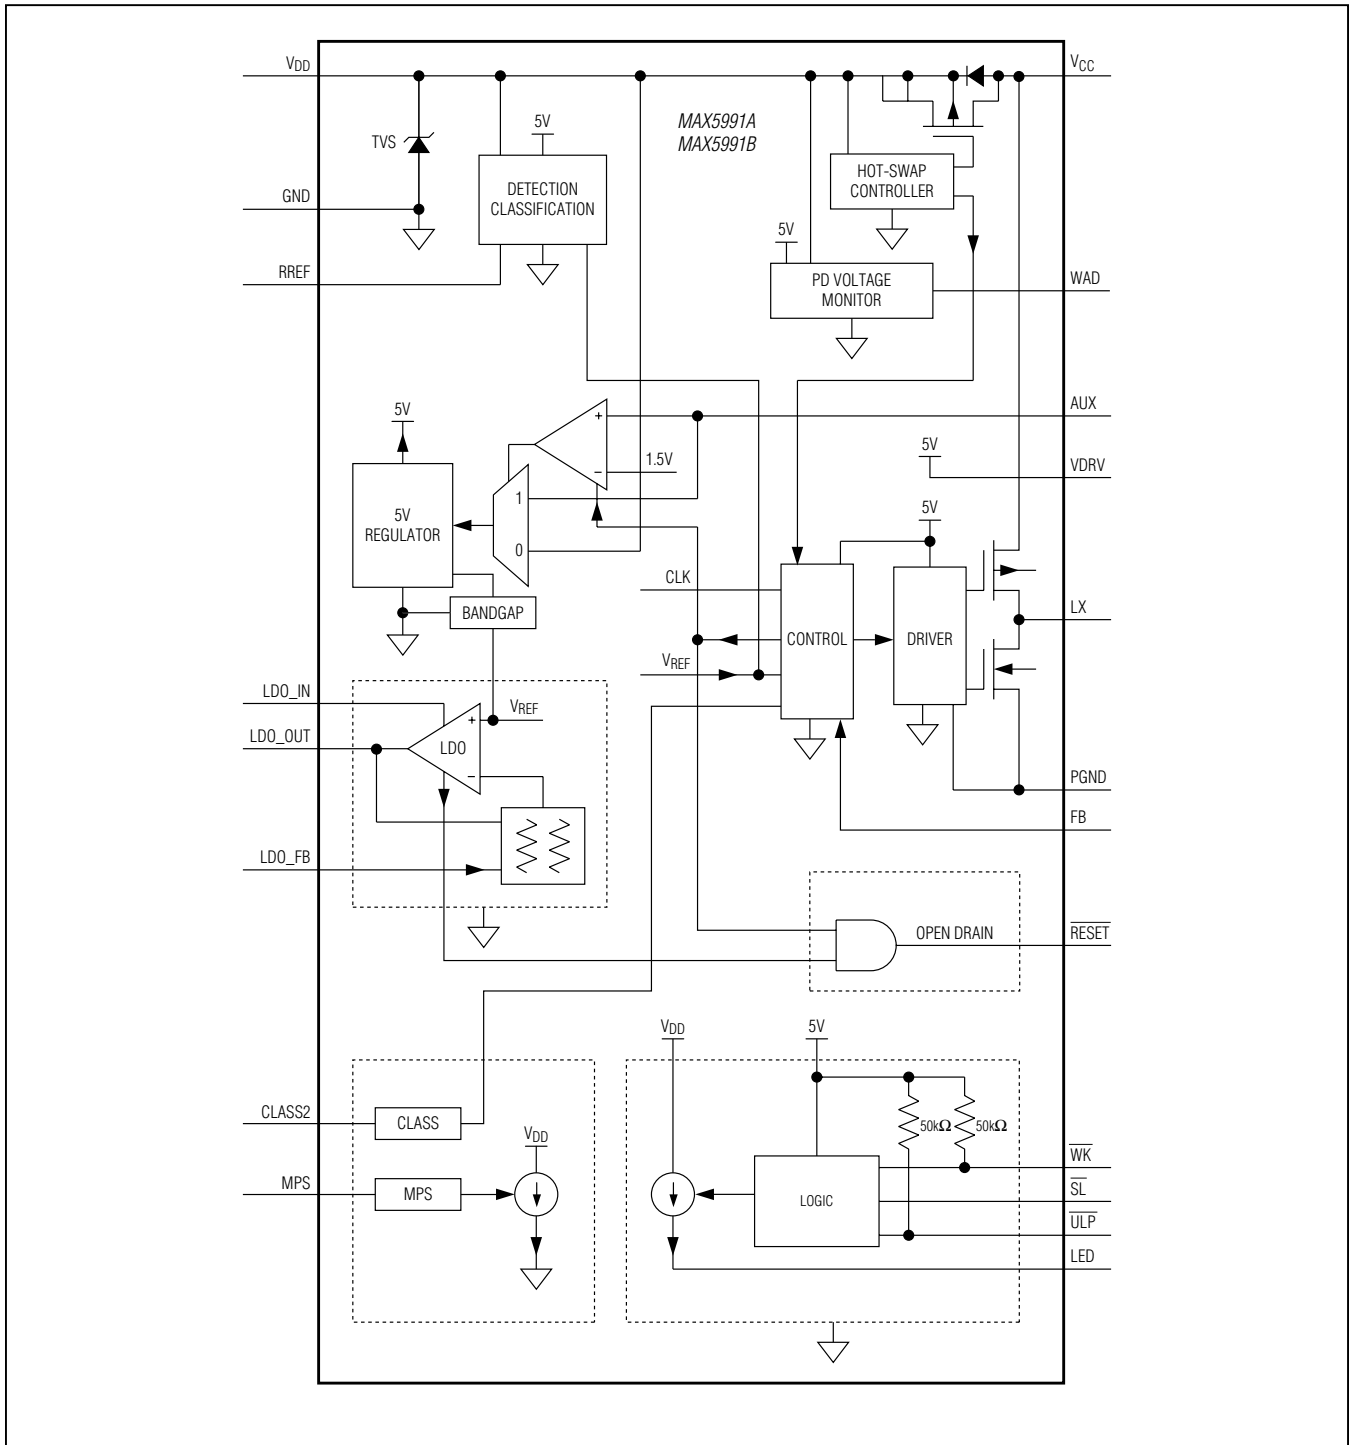 VDD
VCC
MAX5991A
MAX5991B
5V
TVS
DETECTION
CLASSIFICATION
HOT-SWAP
CONTROLLER
GND
5V
RREF
PD VOLTAGE
MONITOR
WAD
AUX
5V
+
1.5V
−
5V
VDRV
1
5V
5V
REGULATOR
0
CLK
BANDGAP
LX
CONTROL
DRIVER
VREF
LDO_IN
+
VREF
LDO_OUT
LDO
−
PGND
FB
LDO_FB
OPEN DRAIN
RESET
VDD
5V
CLASS2
CLASS
50kΩ
50kΩ
VDD
WK
MPS
MPS
LOGIC
SL
ULP
LED